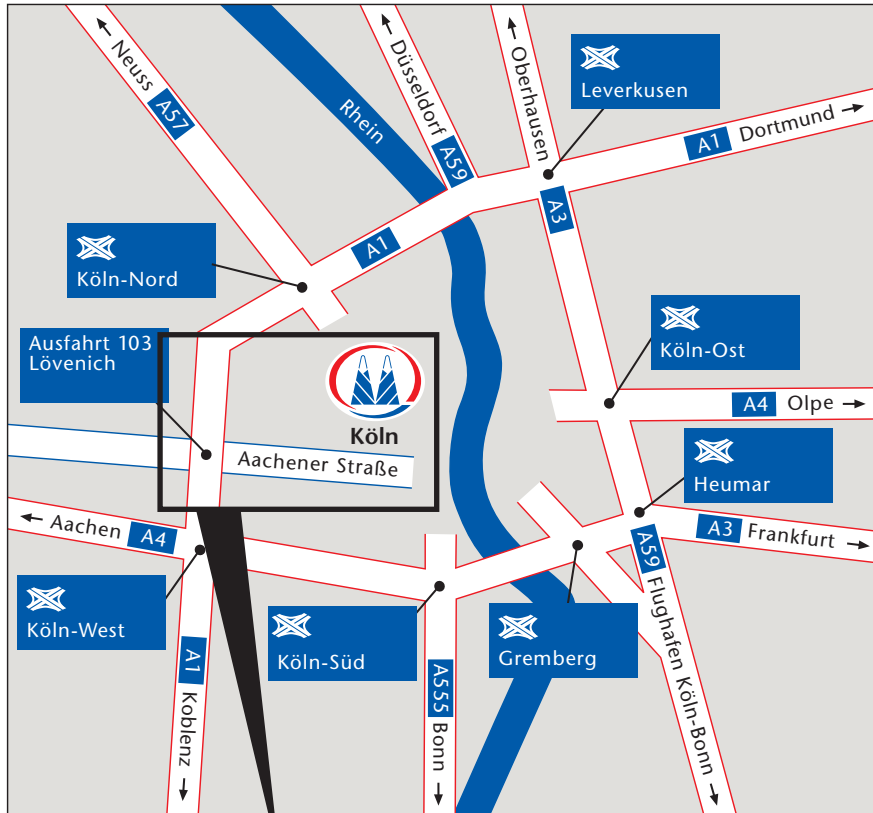 Neuss
A57
Rhein
Düsseldorf
A59
Oberhausen
Leverkusen
A1
Dortmund
A3
A1
Köln-Nord
Ausfahrt 103
Lövenich
Köln
Köln-Ost
A4
Olpe
Aachener Straße
Heumar
Aachen
A4
A3
Frankfurt
A59
Flughafen Köln-Bonn
Köln-West
Köln-Süd
Gremberg
A1
Koblenz
A555
Bonn